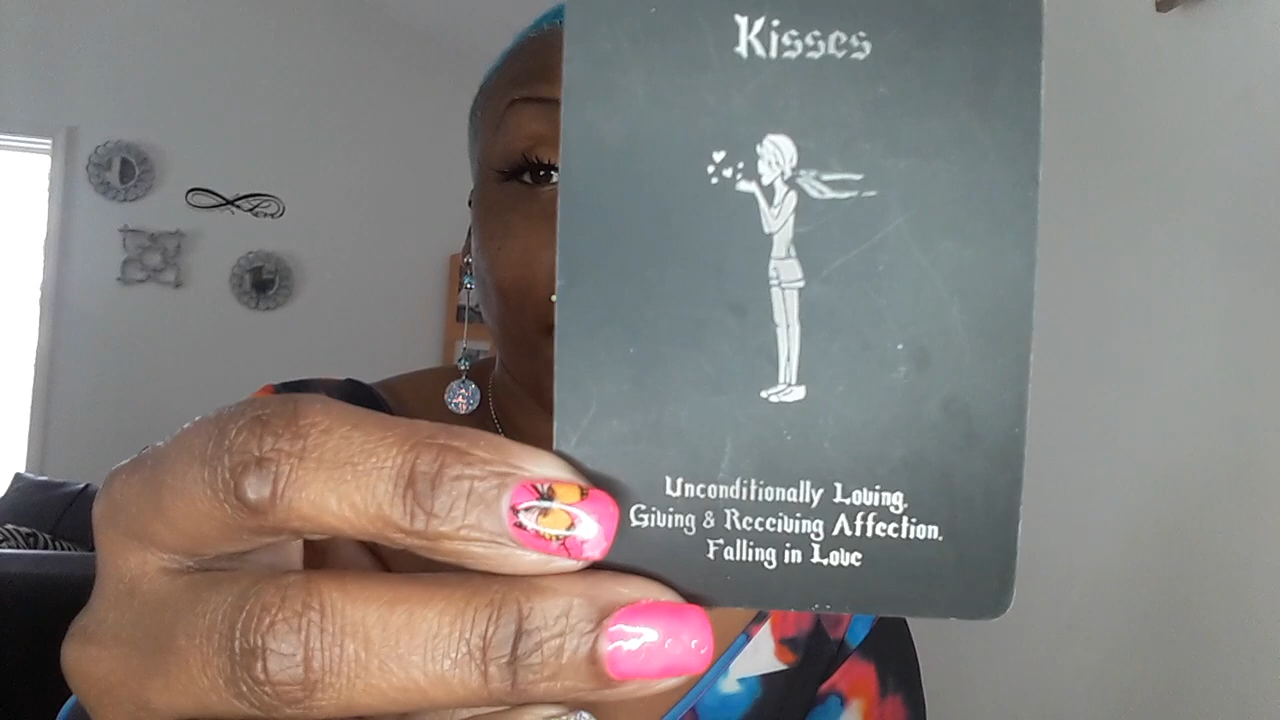 Kisses
Unconditionally Loving,
Giving & Receiving Affection,
Falling in Love